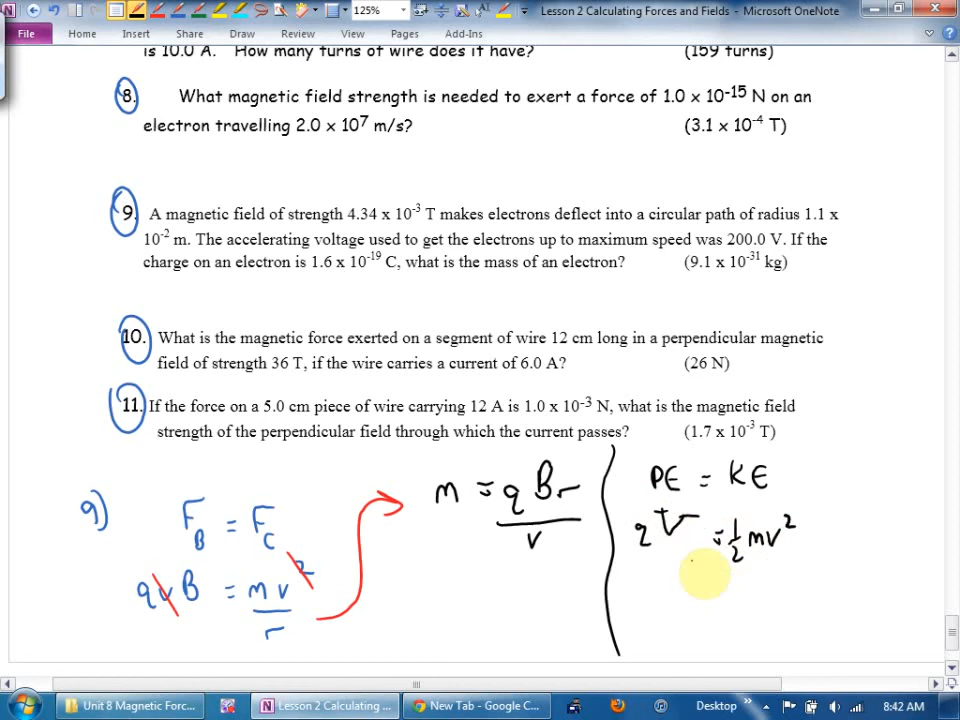 125% Lesson 2 Calculating Forces and Fields - Microsoft OneNote
File Home Insert Share Draw Review View Pages Add-Ins
is 10.0 A. How many turns of wire does it have? (159 turns)
8. What magnetic field strength is needed to exert a force of 1.0 x 10⁻¹⁵ N on an
electron travelling 2.0 x 10⁷ m/s? (3.1 x 10⁻⁴ T)
9. A magnetic field of strength 4.34 x 10⁻³ T makes electrons deflect into a circular path of radius 1.1 x
10⁻² m. The accelerating voltage used to get the electrons up to maximum speed was 200.0 V. If the
charge on an electron is 1.6 x 10⁻¹⁹ C, what is the mass of an electron? (9.1 x 10⁻³¹ kg)
10. What is the magnetic force exerted on a segment of wire 12 cm long in a perpendicular magnetic
field of strength 36 T, if the wire carries a current of 6.0 A? (26 N)
11. If the force on a 5.0 cm piece of wire carrying 12 A is 1.0 x 10⁻³ N, what is the magnetic field
strength of the perpendicular field through which the current passes? (1.7 x 10⁻³ T)
9) F_B = F_C
qvB = mv²/r
m = qBr/v
PE = KE
qV = ½mv²
Unit 8 Magnetic Forc... Lesson 2 Calculating ... New Tab - Google C... Desktop 8:42 AM